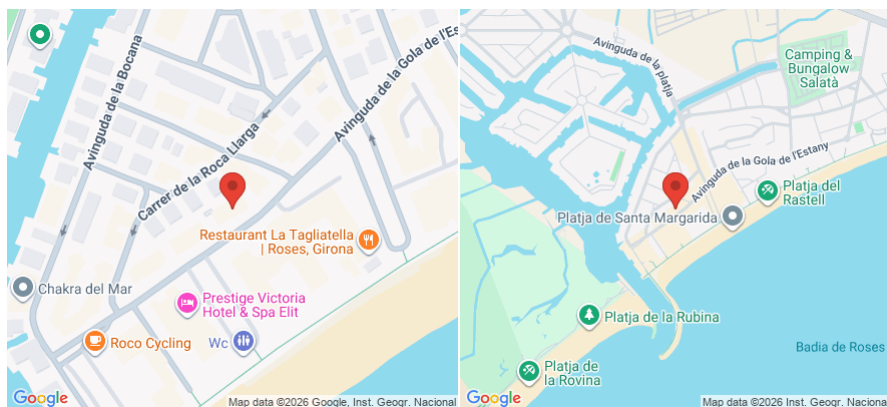 Avinguda de la Bocana
Carrer de la Roca Llarga
Avinguda de la Gola de l'Esta
Restaurant La Tagliatella
| Roses, Girona
Chakra del Mar
Prestige Victoria
Hotel & Spa Elit
Roco Cycling
Wc
Google
Map data ©2026 Google, Inst. Geogr. Nacional
Avinguda de la platja
Camping &
Bungalow
Salatà
Avinguda de la Gola de l'Estany
Platja del
Rastell
Platja de Santa Margarida
Platja de la Rubina
Badia de Roses
Platja de
la Rovina
Google
Map data ©2026 Google, Inst. Geogr. Naciona